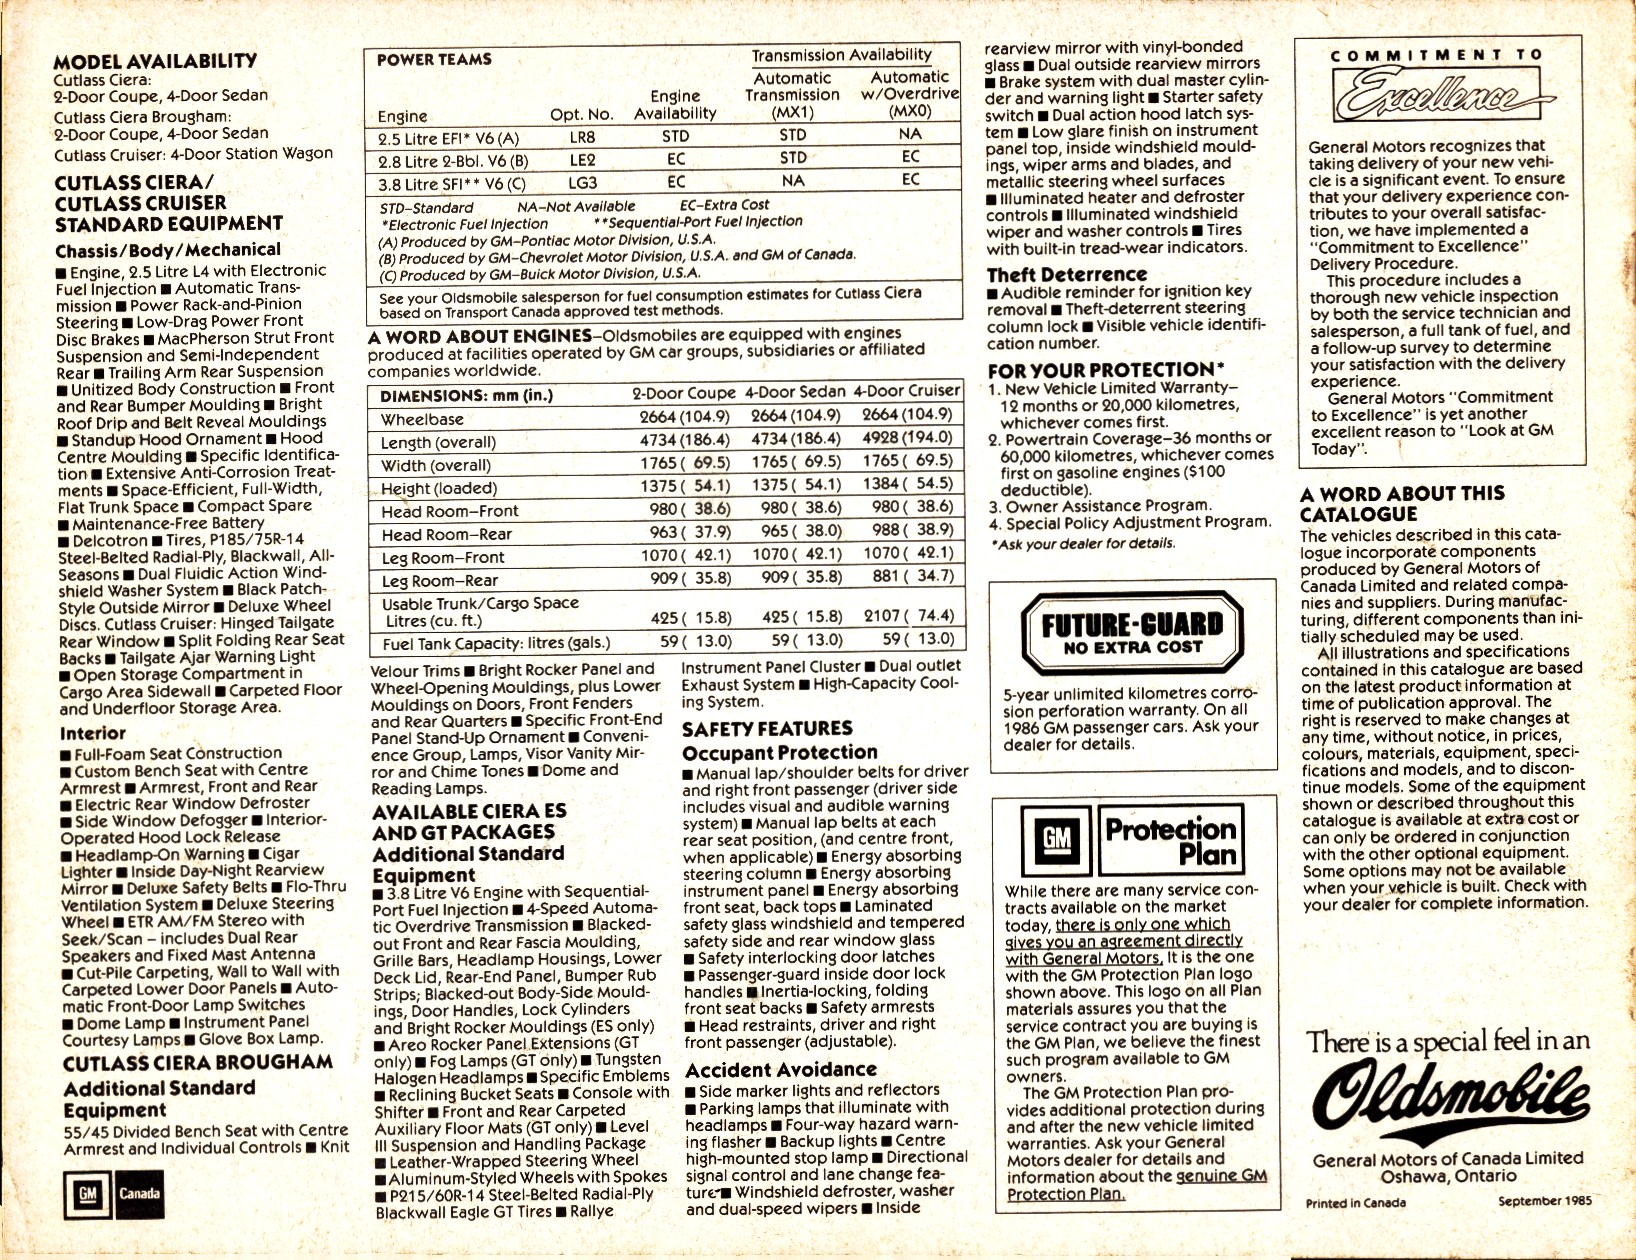 MODEL AVAILABILITY
Cutlass Ciera:
2-Door Coupe, 4-Door Sedan
Cutlass Ciera Brougham:
2-Door Coupe, 4-Door Sedan
Cutlass Cruiser: 4-Door Station Wagon
CUTLASS CIERA/
CUTLASS CRUISER
STANDARD EQUIPMENT
Chassis/Body/Mechanical
■ Engine, 2.5 Litre L4 with Electronic
Fuel Injection ■ Automatic Trans-
mission ■ Power Rack-and-Pinion
Steering ■ Low-Drag Power Front
Disc Brakes ■ MacPherson Strut Front
Suspension and Semi-Independent
Rear ■ Trailing Arm Rear Suspension
■ Unitized Body Construction ■ Front
and Rear Bumper Moulding ■ Bright
Roof Drip and Belt Reveal Mouldings
■ Standup Hood Ornament ■ Hood
Centre Moulding ■ Specific Identifica-
tion ■ Extensive Anti-Corrosion Treat-
ments ■ Space-Efficient, Full-Width,
Flat Trunk Space ■ Compact Spare
■ Maintenance-Free Battery
■ Delcotron ■ Tires, P185/75R-14
Steel-Belted Radial-Ply, Blackwall, All-
Seasons ■ Dual Fluidic Action Wind-
shield Washer System ■ Black Patch-
Style Outside Mirror ■ Deluxe Wheel
Discs. Cutlass Cruiser: Hinged Tailgate
Rear Window ■ Split Folding Rear Seat
Backs ■ Tailgate Ajar Warning Light
■ Open Storage Compartment in
Cargo Area Sidewall ■ Carpeted Floor
and Underfloor Storage Area.
Interior
■ Full-Foam Seat Construction
■ Custom Bench Seat with Centre
Armrest ■ Armrest, Front and Rear
■ Electric Rear Window Defroster
■ Side Window Defogger ■ Interior-
Operated Hood Lock Release
■ Headlamp-On Warning ■ Cigar
Lighter ■ Inside Day-Night Rearview
Mirror ■ Deluxe Safety Belts ■ Flo-Thru
Ventilation System ■ Deluxe Steering
Wheel ■ ETR AM/FM Stereo with
Seek/Scan – includes Dual Rear
Speakers and Fixed Mast Antenna
■ Cut-Pile Carpeting, Wall to Wall with
Carpeted Lower Door Panels ■ Auto-
matic Front-Door Lamp Switches
■ Dome Lamp ■ Instrument Panel
Courtesy Lamps ■ Glove Box Lamp.
CUTLASS CIERA BROUGHAM
Additional Standard
Equipment
55/45 Divided Bench Seat with Centre
Armrest and Individual Controls ■ Knit
GM Canada
POWER TEAMS Transmission Availability
Engine Opt. No. Engine Availability Automatic Transmission (MX1) Automatic w/Overdrive (MX0)
2.5 Litre EFI* V6 (A) LR8 STD STD NA
2.8 Litre 2-Bbl. V6 (B) LE2 EC STD EC
3.8 Litre SFI** V6 (C) LG3 EC NA EC
STD–Standard NA–Not Available EC–Extra Cost
*Electronic Fuel Injection **Sequential-Port Fuel Injection
(A) Produced by GM–Pontiac Motor Division, U.S.A.
(B) Produced by GM–Chevrolet Motor Division, U.S.A. and GM of Canada.
(C) Produced by GM–Buick Motor Division, U.S.A.
See your Oldsmobile salesperson for fuel consumption estimates for Cutlass Ciera
based on Transport Canada approved test methods.
A WORD ABOUT ENGINES–Oldsmobiles are equipped with engines
produced at facilities operated by GM car groups, subsidiaries or affiliated
companies worldwide.
DIMENSIONS: mm (in.) 2-Door Coupe 4-Door Sedan 4-Door Cruiser
Wheelbase 2664 (104.9) 2664 (104.9) 2664 (104.9)
Length (overall) 4734 (186.4) 4734 (186.4) 4928 (194.0)
Width (overall) 1765 ( 69.5) 1765 ( 69.5) 1765 ( 69.5)
Height (loaded) 1375 ( 54.1) 1375 ( 54.1) 1384 ( 54.5)
Head Room–Front 980 ( 38.6) 980 ( 38.6) 980 ( 38.6)
Head Room–Rear 963 ( 37.9) 965 ( 38.0) 988 ( 38.9)
Leg Room–Front 1070 ( 42.1) 1070 ( 42.1) 1070 ( 42.1)
Leg Room–Rear 909 ( 35.8) 909 ( 35.8) 881 ( 34.7)
Usable Trunk/Cargo Space
Litres (cu. ft.) 425 ( 15.8) 425 ( 15.8) 2107 ( 74.4)
Fuel Tank Capacity: litres (gals.) 59 ( 13.0) 59 ( 13.0) 59 ( 13.0)
Velour Trims ■ Bright Rocker Panel and
Wheel-Opening Mouldings, plus Lower
Mouldings on Doors, Front Fenders
and Rear Quarters ■ Specific Front-End
Panel Stand-Up Ornament ■ Conveni-
ence Group, Lamps, Visor Vanity Mir-
ror and Chime Tones ■ Dome and
Reading Lamps.
AVAILABLE CIERA ES
AND GT PACKAGES
Additional Standard
Equipment
■ 3.8 Litre V6 Engine with Sequential-
Port Fuel Injection ■ 4-Speed Automa-
tic Overdrive Transmission ■ Blacked-
out Front and Rear Fascia Moulding,
Grille Bars, Headlamp Housings, Lower
Deck Lid, Rear-End Panel, Bumper Rub
Strips; Blacked-out Body-Side Mould-
ings, Door Handles, Lock Cylinders
and Bright Rocker Mouldings (ES only)
■ Areo Rocker Panel Extensions (GT
only) ■ Fog Lamps (GT only) ■ Tungsten
Halogen Headlamps ■ Specific Emblems
■ Reclining Bucket Seats ■ Console with
Shifter ■ Front and Rear Carpeted
Auxiliary Floor Mats (GT only) ■ Level
III Suspension and Handling Package
■ Leather-Wrapped Steering Wheel
■ Aluminum-Styled Wheels with Spokes
■ P215/60R-14 Steel-Belted Radial-Ply
Blackwall Eagle GT Tires ■ Rallye
Instrument Panel Cluster ■ Dual outlet
Exhaust System ■ High-Capacity Cool-
ing System.
SAFETY FEATURES
Occupant Protection
■ Manual lap/shoulder belts for driver
and right front passenger (driver side
includes visual and audible warning
system) ■ Manual lap belts at each
rear seat position, (and centre front,
when applicable) ■ Energy absorbing
steering column ■ Energy absorbing
instrument panel ■ Energy absorbing
front seat, back tops ■ Laminated
safety glass windshield and tempered
safety side and rear window glass
■ Safety interlocking door latches
■ Passenger-guard inside door lock
handles ■ Inertia-locking, folding
front seat backs ■ Safety armrests
■ Head restraints, driver and right
front passenger (adjustable).
Accident Avoidance
■ Side marker lights and reflectors
■ Parking lamps that illuminate with
headlamps ■ Four-way hazard warn-
ing flasher ■ Backup lights ■ Centre
high-mounted stop lamp ■ Directional
signal control and lane change fea-
ture ■ Windshield defroster, washer
and dual-speed wipers ■ Inside
rearview mirror with vinyl-bonded
glass ■ Dual outside rearview mirrors
■ Brake system with dual master cylin-
der and warning light ■ Starter safety
switch ■ Dual action hood latch sys-
tem ■ Low glare finish on instrument
panel top, inside windshield mould-
ings, wiper arms and blades, and
metallic steering wheel surfaces
■ Illuminated heater and defroster
controls ■ Illuminated windshield
wiper and washer controls ■ Tires
with built-in tread-wear indicators.
Theft Deterrence
■ Audible reminder for ignition key
removal ■ Theft-deterrent steering
column lock ■ Visible vehicle identifi-
cation number.
FOR YOUR PROTECTION*
1. New Vehicle Limited Warranty–
12 months or 20,000 kilometres,
whichever comes first.
2. Powertrain Coverage–36 months or
60,000 kilometres, whichever comes
first on gasoline engines ($100
deductible).
3. Owner Assistance Program.
4. Special Policy Adjustment Program.
*Ask your dealer for details.
FUTURE-GUARD
NO EXTRA COST
5-year unlimited kilometres corro-
sion perforation warranty. On all
1986 GM passenger cars. Ask your
dealer for details.
GM Protection
Plan
While there are many service con-
tracts available on the market
today, there is only one which
gives you an agreement directly
with General Motors. It is the one
with the GM Protection Plan logo
shown above. This logo on all Plan
materials assures you that the
service contract you are buying is
the GM Plan, we believe the finest
such program available to GM
owners.
The GM Protection Plan pro-
vides additional protection during
and after the new vehicle limited
warranties. Ask your General
Motors dealer for details and
information about the genuine GM
Protection Plan.
COMMITMENT TO
Excellence
General Motors recognizes that
taking delivery of your new vehi-
cle is a significant event. To ensure
that your delivery experience con-
tributes to your overall satisfac-
tion, we have implemented a
"Commitment to Excellence"
Delivery Procedure.
This procedure includes a
thorough new vehicle inspection
by both the service technician and
salesperson, a full tank of fuel, and
a follow-up survey to determine
your satisfaction with the delivery
experience.
General Motors "Commitment
to Excellence" is yet another
excellent reason to "Look at GM
Today".
A WORD ABOUT THIS
CATALOGUE
The vehicles described in this cata-
logue incorporate components
produced by General Motors of
Canada Limited and related compa-
nies and suppliers. During manufac-
turing, different components than ini-
tially scheduled may be used.
All illustrations and specifications
contained in this catalogue are based
on the latest product information at
time of publication approval. The
right is reserved to make changes at
any time, without notice, in prices,
colours, materials, equipment, speci-
fications and models, and to discon-
tinue models. Some of the equipment
shown or described throughout this
catalogue is available at extra cost or
can only be ordered in conjunction
with the other optional equipment.
Some options may not be available
when your vehicle is built. Check with
your dealer for complete information.
There is a special feel in an
Oldsmobile
General Motors of Canada Limited
Oshawa, Ontario
Printed in Canada September 1985